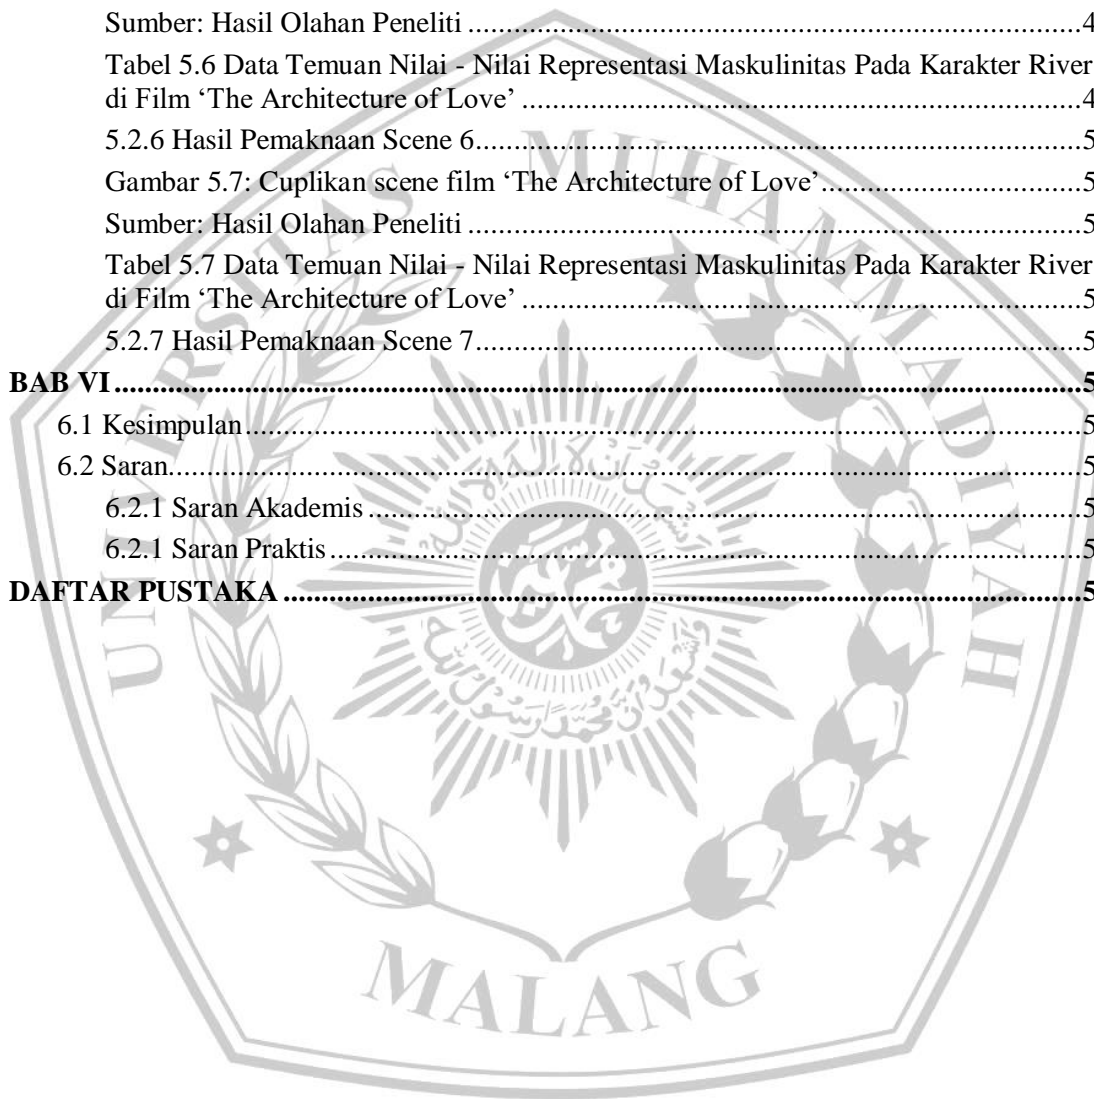 Sumber: Hasil Olahan Peneliti ........................................................................................ 4
Tabel 5.6 Data Temuan Nilai - Nilai Representasi Maskulinitas Pada Karakter River
di Film ‘The Architecture of Love’ ................................................................................ 4
5.2.6 Hasil Pemaknaan Scene 6....................................................................................... 5
Gambar 5.7: Cuplikan scene film ‘The Architecture of Love’..................................... 5
Sumber: Hasil Olahan Peneliti ........................................................................................ 5
Tabel 5.7 Data Temuan Nilai - Nilai Representasi Maskulinitas Pada Karakter River
di Film ‘The Architecture of Love’ ................................................................................ 5
5.2.7 Hasil Pemaknaan Scene 7....................................................................................... 5
BAB VI ............................................................................................................................. 5
6.1 Kesimpulan ................................................................................................................ 5
6.2 Saran........................................................................................................................... 5
6.2.1 Saran Akademis ...................................................................................................... 5
6.2.1 Saran Praktis ........................................................................................................... 5
DAFTAR PUSTAKA ...................................................................................................... 5
UNIVERSITAS MUHAMMADIYAH
MALANG